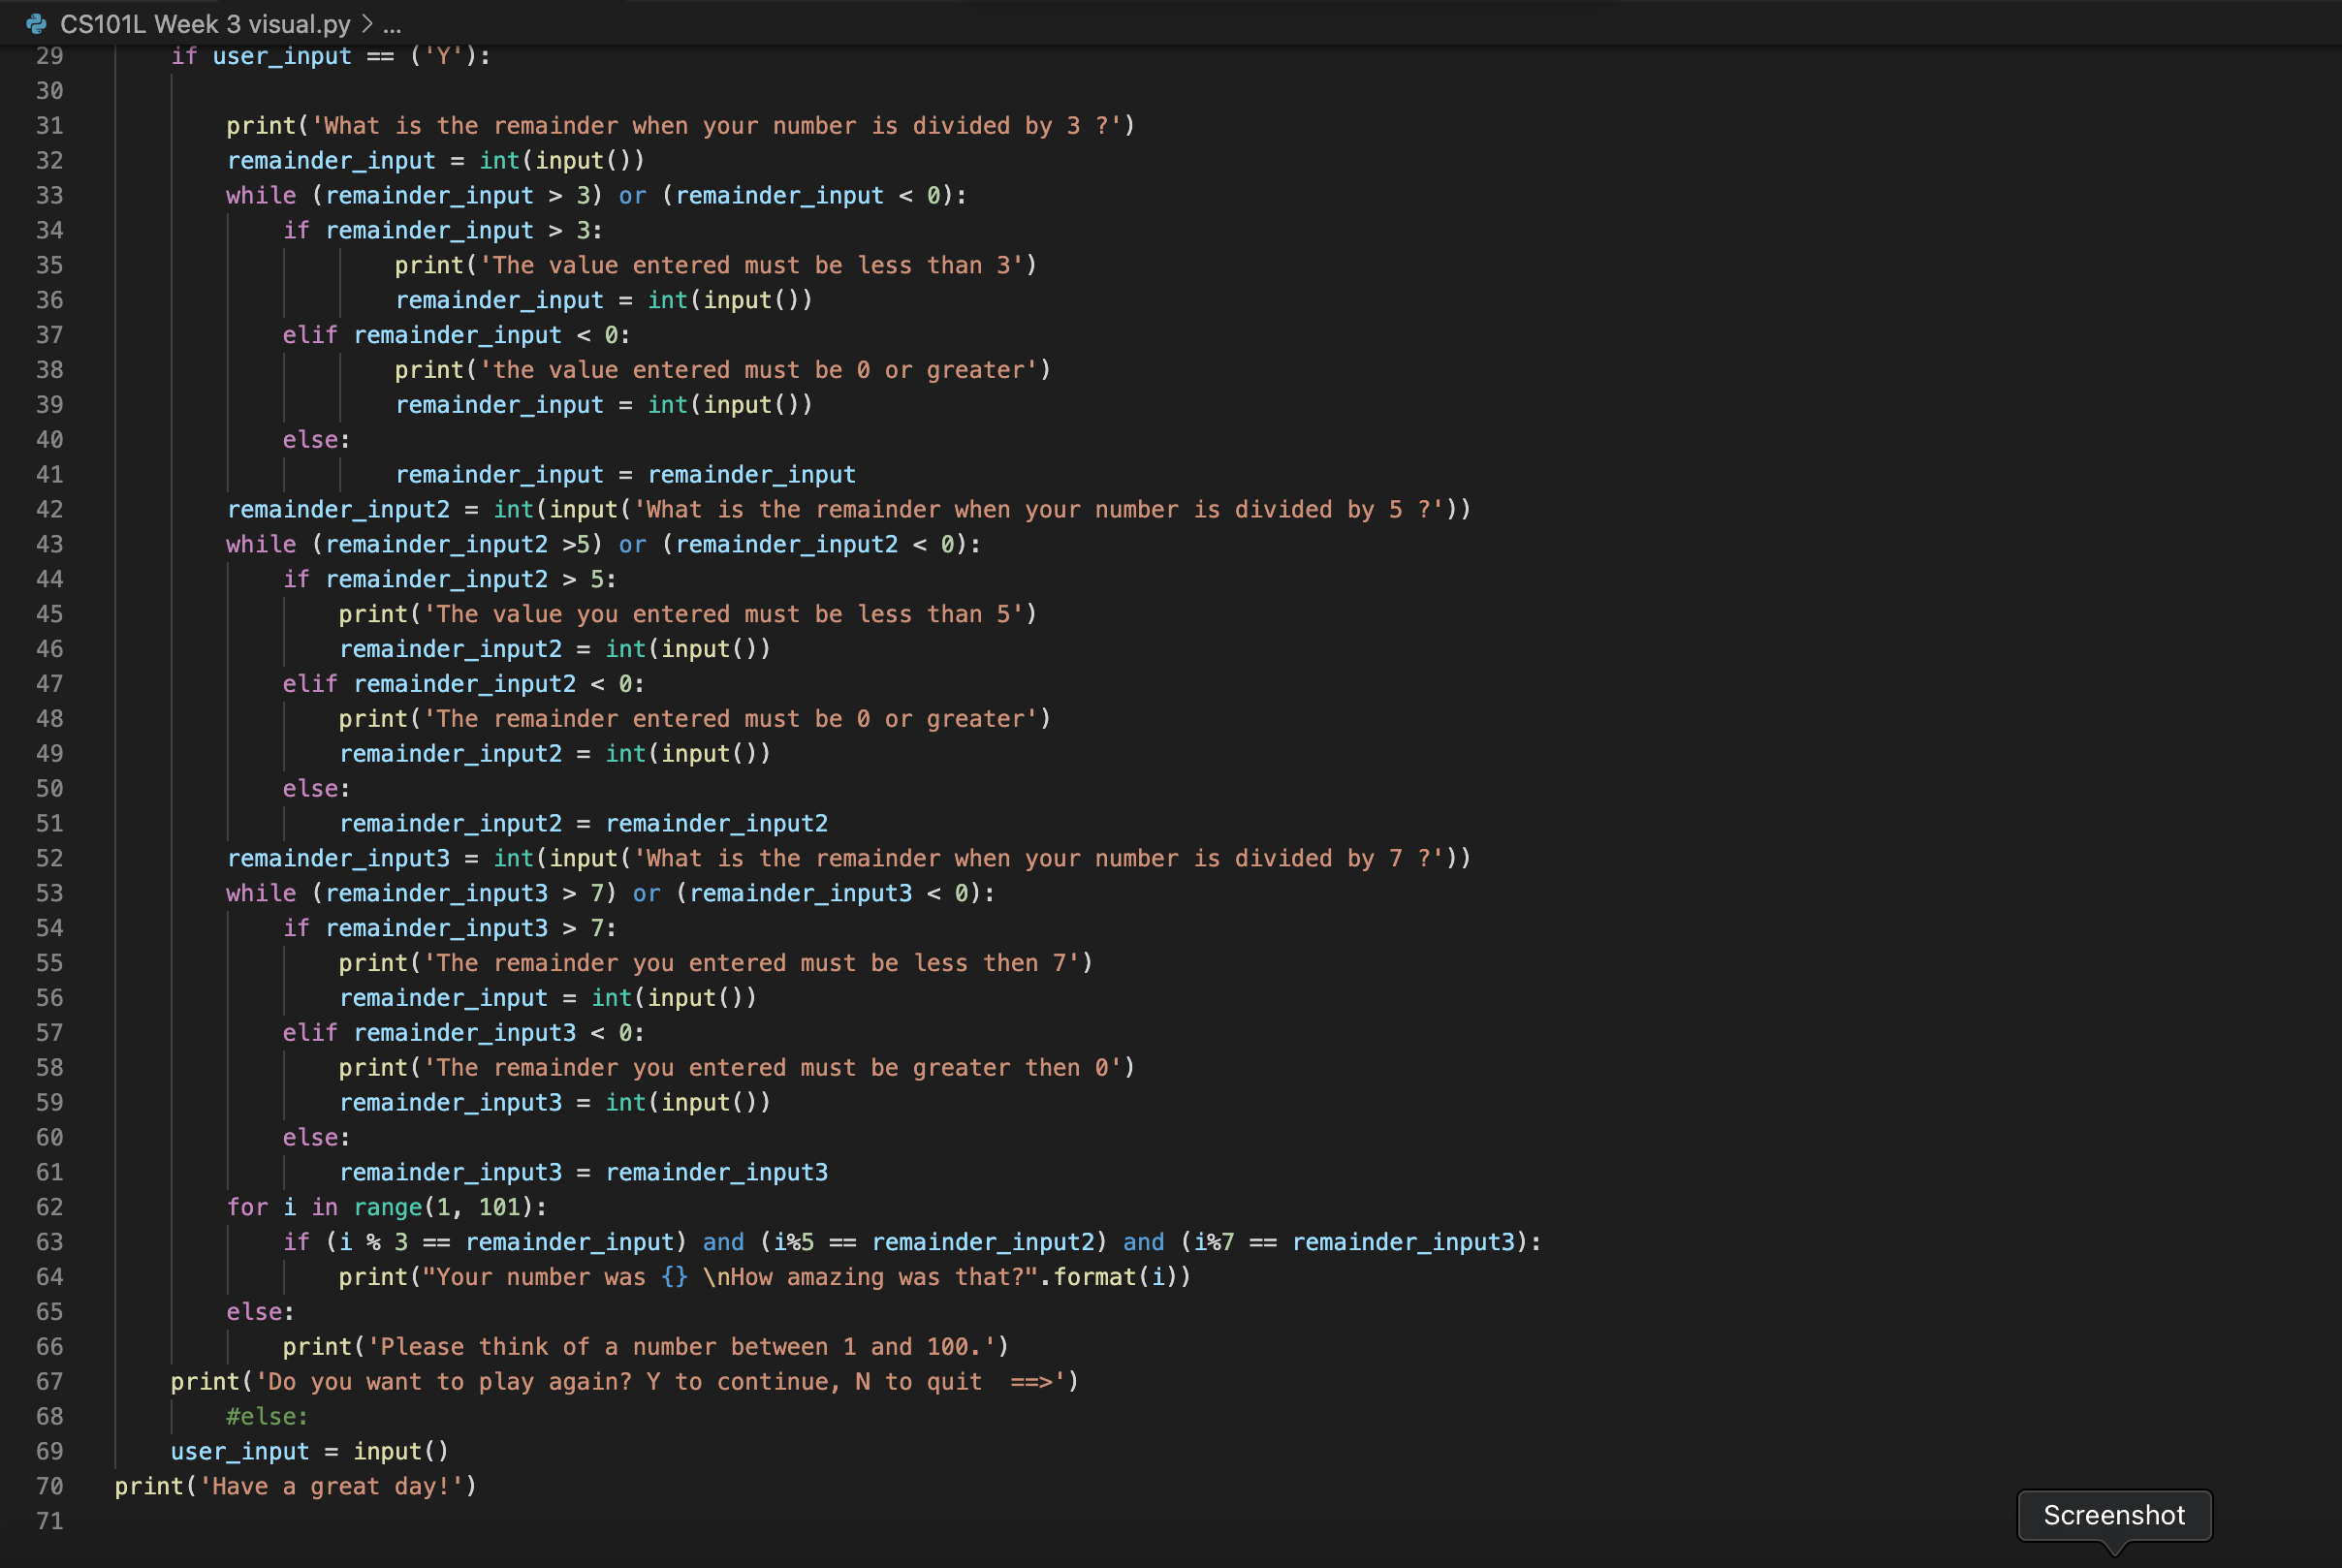 CS101L Week 3 visual.py > ...
29 if user_input == ('Y'):
30
31 print('What is the remainder when your number is divided by 3 ?')
32 remainder_input = int(input())
33 while (remainder_input > 3) or (remainder_input < 0):
34 if remainder_input > 3:
35 print('The value entered must be less than 3')
36 remainder_input = int(input())
37 elif remainder_input < 0:
38 print('the value entered must be 0 or greater')
39 remainder_input = int(input())
40 else:
41 remainder_input = remainder_input
42 remainder_input2 = int(input('What is the remainder when your number is divided by 5 ?'))
43 while (remainder_input2 >5) or (remainder_input2 < 0):
44 if remainder_input2 > 5:
45 print('The value you entered must be less than 5')
46 remainder_input2 = int(input())
47 elif remainder_input2 < 0:
48 print('The remainder entered must be 0 or greater')
49 remainder_input2 = int(input())
50 else:
51 remainder_input2 = remainder_input2
52 remainder_input3 = int(input('What is the remainder when your number is divided by 7 ?'))
53 while (remainder_input3 > 7) or (remainder_input3 < 0):
54 if remainder_input3 > 7:
55 print('The remainder you entered must be less then 7')
56 remainder_input = int(input())
57 elif remainder_input3 < 0:
58 print('The remainder you entered must be greater then 0')
59 remainder_input3 = int(input())
60 else:
61 remainder_input3 = remainder_input3
62 for i in range(1, 101):
63 if (i % 3 == remainder_input) and (i%5 == remainder_input2) and (i%7 == remainder_input3):
64 print("Your number was {} \nHow amazing was that?".format(i))
65 else:
66 print('Please think of a number between 1 and 100.')
67 print('Do you want to play again? Y to continue, N to quit  ==>')
68 #else:
69 user_input = input()
70 print('Have a great day!')
71
Screenshot